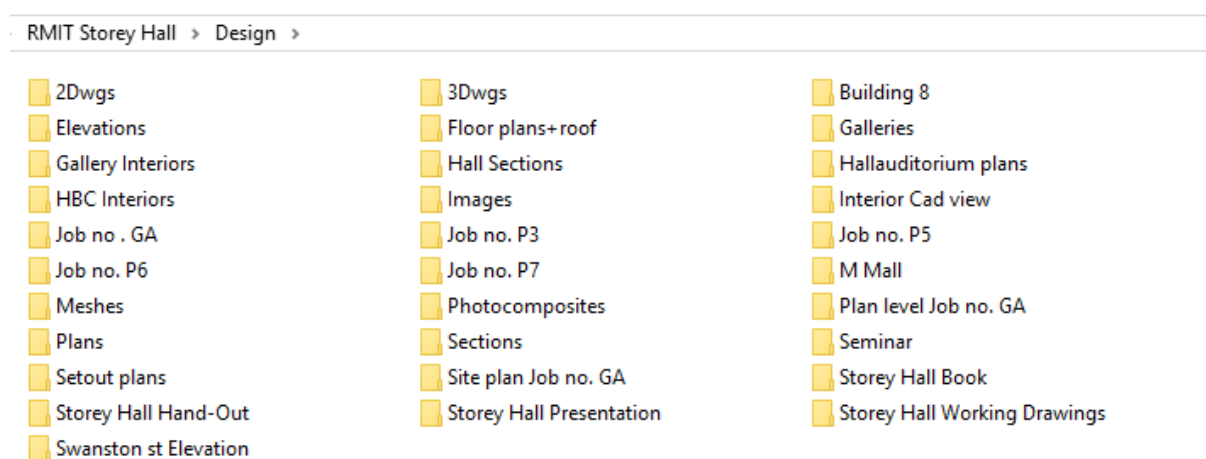 RMIT Storey Hall > Design >
2Dwgs 3Dwgs Building 8
Elevations Floor plans+roof Galleries
Gallery Interiors Hall Sections Hallauditorium plans
HBC Interiors Images Interior Cad view
Job no . GA Job no. P3 Job no. P5
Job no. P6 Job no. P7 M Mall
Meshes Photocomposites Plan level Job no. GA
Plans Sections Seminar
Setout plans Site plan Job no. GA Storey Hall Book
Storey Hall Hand-Out Storey Hall Presentation Storey Hall Working Drawings
Swanston st Elevation